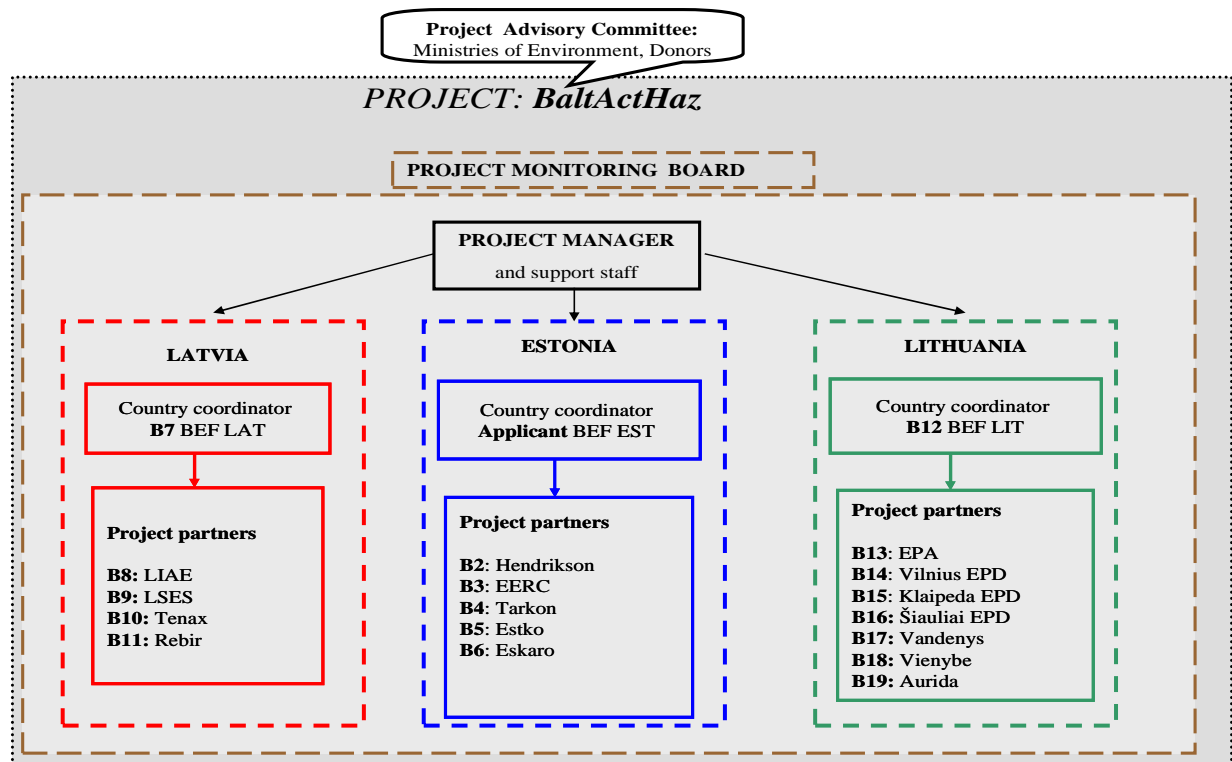 Project Advisory Committee:
Ministries of Environment, Donors
PROJECT: BaltActHaz
PROJECT MONITORING BOARD
PROJECT MANAGER
and support staff
LATVIA
Country coordinator
B7 BEF LAT
Project partners
B8: LIAE
B9: LSES
B10: Tenax
B11: Rebir
ESTONIA
Country coordinator
Applicant BEF EST
Project partners
B2: Hendrikson
B3: EERC
B4: Tarkon
B5: Estko
B6: Eskaro
LITHUANIA
Country coordinator
B12 BEF LIT
Project partners
B13: EPA
B14: Vilnius EPD
B15: Klaipeda EPD
B16: Šiauliai EPD
B17: Vandenys
B18: Vienybe
B19: Aurida